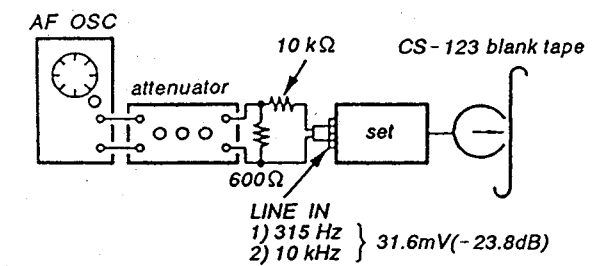 AF OSC
10 kΩ
CS-123 blank tape
attenuator
set
600Ω
LINE IN
1) 315 Hz
2) 10 kHz
31.6mV(-23.8dB)